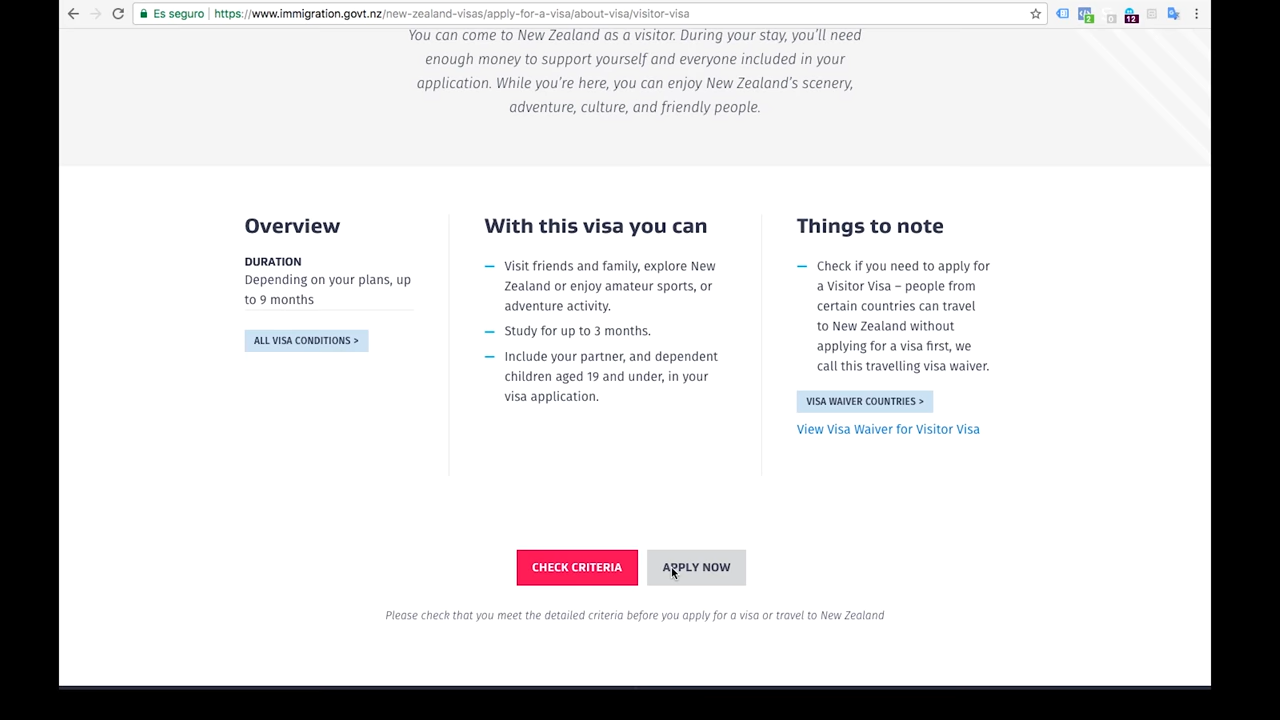 Es seguro
https://www.immigration.govt.nz/new-zealand-visas/apply-for-a-visa/about-visa/visitor-visa
2
0
12
You can come to New Zealand as a visitor. During your stay, you'll need
enough money to support yourself and everyone included in your
application. While you're here, you can enjoy New Zealand's scenery,
adventure, culture, and friendly people.
Overview
DURATION
Depending on your plans, up
to 9 months
ALL VISA CONDITIONS >
With this visa you can
– Visit friends and family, explore New
Zealand or enjoy amateur sports, or
adventure activity.
– Study for up to 3 months.
– Include your partner, and dependent
children aged 19 and under, in your
visa application.
Things to note
– Check if you need to apply for
a Visitor Visa – people from
certain countries can travel
to New Zealand without
applying for a visa first, we
call this travelling visa waiver.
VISA WAIVER COUNTRIES >
View Visa Waiver for Visitor Visa
CHECK CRITERIA
APPLY NOW
Please check that you meet the detailed criteria before you apply for a visa or travel to New Zealand